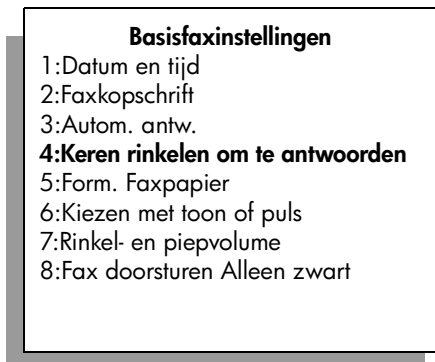 Basisfaxinstellingen
1:Datum en tijd
2:Faxkopschrift
3:Autom. antw.
4:Keren rinkelen om te antwoorden
5:Form. Faxpapier
6:Kiezen met toon of puls
7:Rinkel- en piepvolume
8:Fax doorsturen Alleen zwart